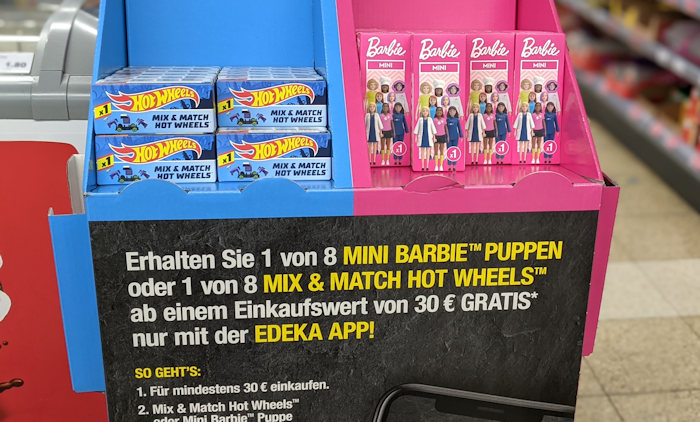 1.80
HOT WHEELS
x1
MIX & MATCH
HOT WHEELS
HOT WHEELS
x1
MIX & MATCH
HOT WHEELS
HOT WHEELS
x1
MIX & MATCH
HOT WHEELS
HOT WHEELS
x1
MIX & MATCH
HOT WHEELS
Barbie
MINI
x1
Barbie
MINI
x1
Barbie
MINI
x1
Barbie
MINI
x1
Erhalten Sie 1 von 8 MINI BARBIE™ PUPPEN
oder 1 von 8 MIX & MATCH HOT WHEELS™
ab einem Einkaufswert von 30 € GRATIS*
nur mit der EDEKA APP!
SO GEHT'S:
1. Für mindestens 30 € einkaufen.
2. Mix & Match Hot Wheels™
oder Mini Barbie™ Puppe